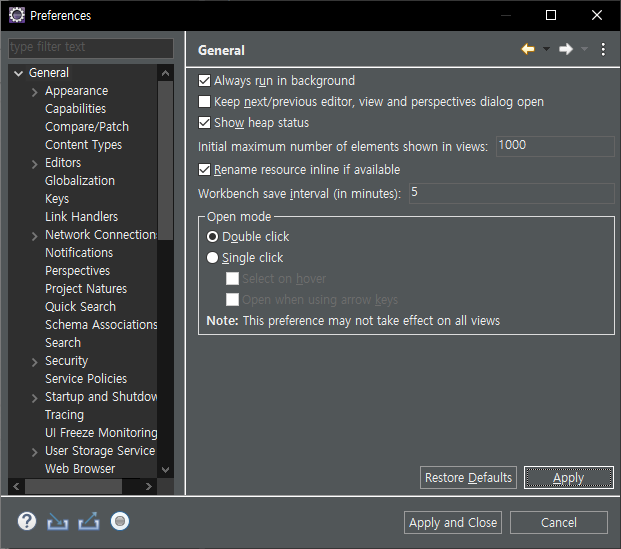 Preferences
type filter text
General
Appearance
Capabilities
Compare/Patch
Content Types
Editors
Globalization
Keys
Link Handlers
Network Connections
Notifications
Perspectives
Project Natures
Quick Search
Schema Associations
Search
Security
Service Policies
Startup and Shutdow
Tracing
UI Freeze Monitoring
User Storage Service
Web Browser
General
Always run in background
Keep next/previous editor, view and perspectives dialog open
Show heap status
Initial maximum number of elements shown in views: 1000
Rename resource inline if available
Workbench save interval (in minutes): 5
Open mode
Double click
Single click
Select on hover
Open when using arrow keys
Note: This preference may not take effect on all views
Restore Defaults Apply
Apply and Close Cancel